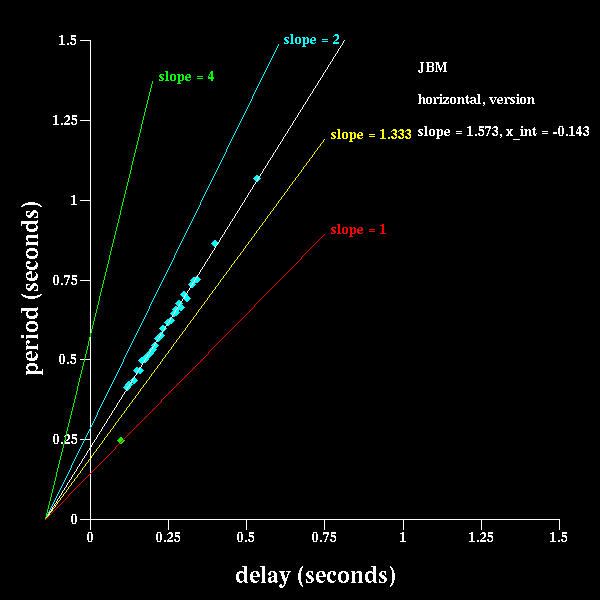 1.5
slope = 2
JBM
slope = 4
horizontal, version
1.25
slope = 1.333
slope = 1.573, x_int = -0.143
1
slope = 1
period (seconds)
0.75
0.5
0.25
0
0
0.25
0.5
0.75
1
1.25
1.5
delay (seconds)